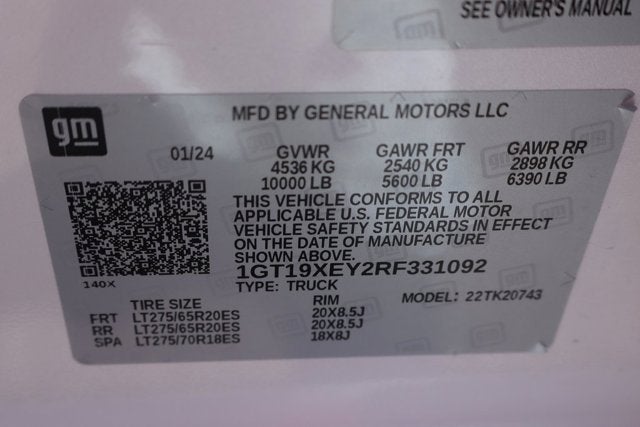 SEE OWNER'S MANUAL
gm
MFD BY GENERAL MOTORS LLC
01/24 GVWR GAWR FRT GAWR RR
4536 KG 2540 KG 2898 KG
10000 LB 5600 LB 6390 LB
THIS VEHICLE CONFORMS TO ALL
APPLICABLE U.S. FEDERAL MOTOR
VEHICLE SAFETY STANDARDS IN EFFECT
ON THE DATE OF MANUFACTURE
SHOWN ABOVE.
1GT19XEY2RF331092
140X
TYPE: TRUCK MODEL: 22TK20743
TIRE SIZE RIM
FRT LT275/65R20ES 20X8.5J
RR LT275/65R20ES 20X8.5J
SPA LT275/70R18ES 18X8J